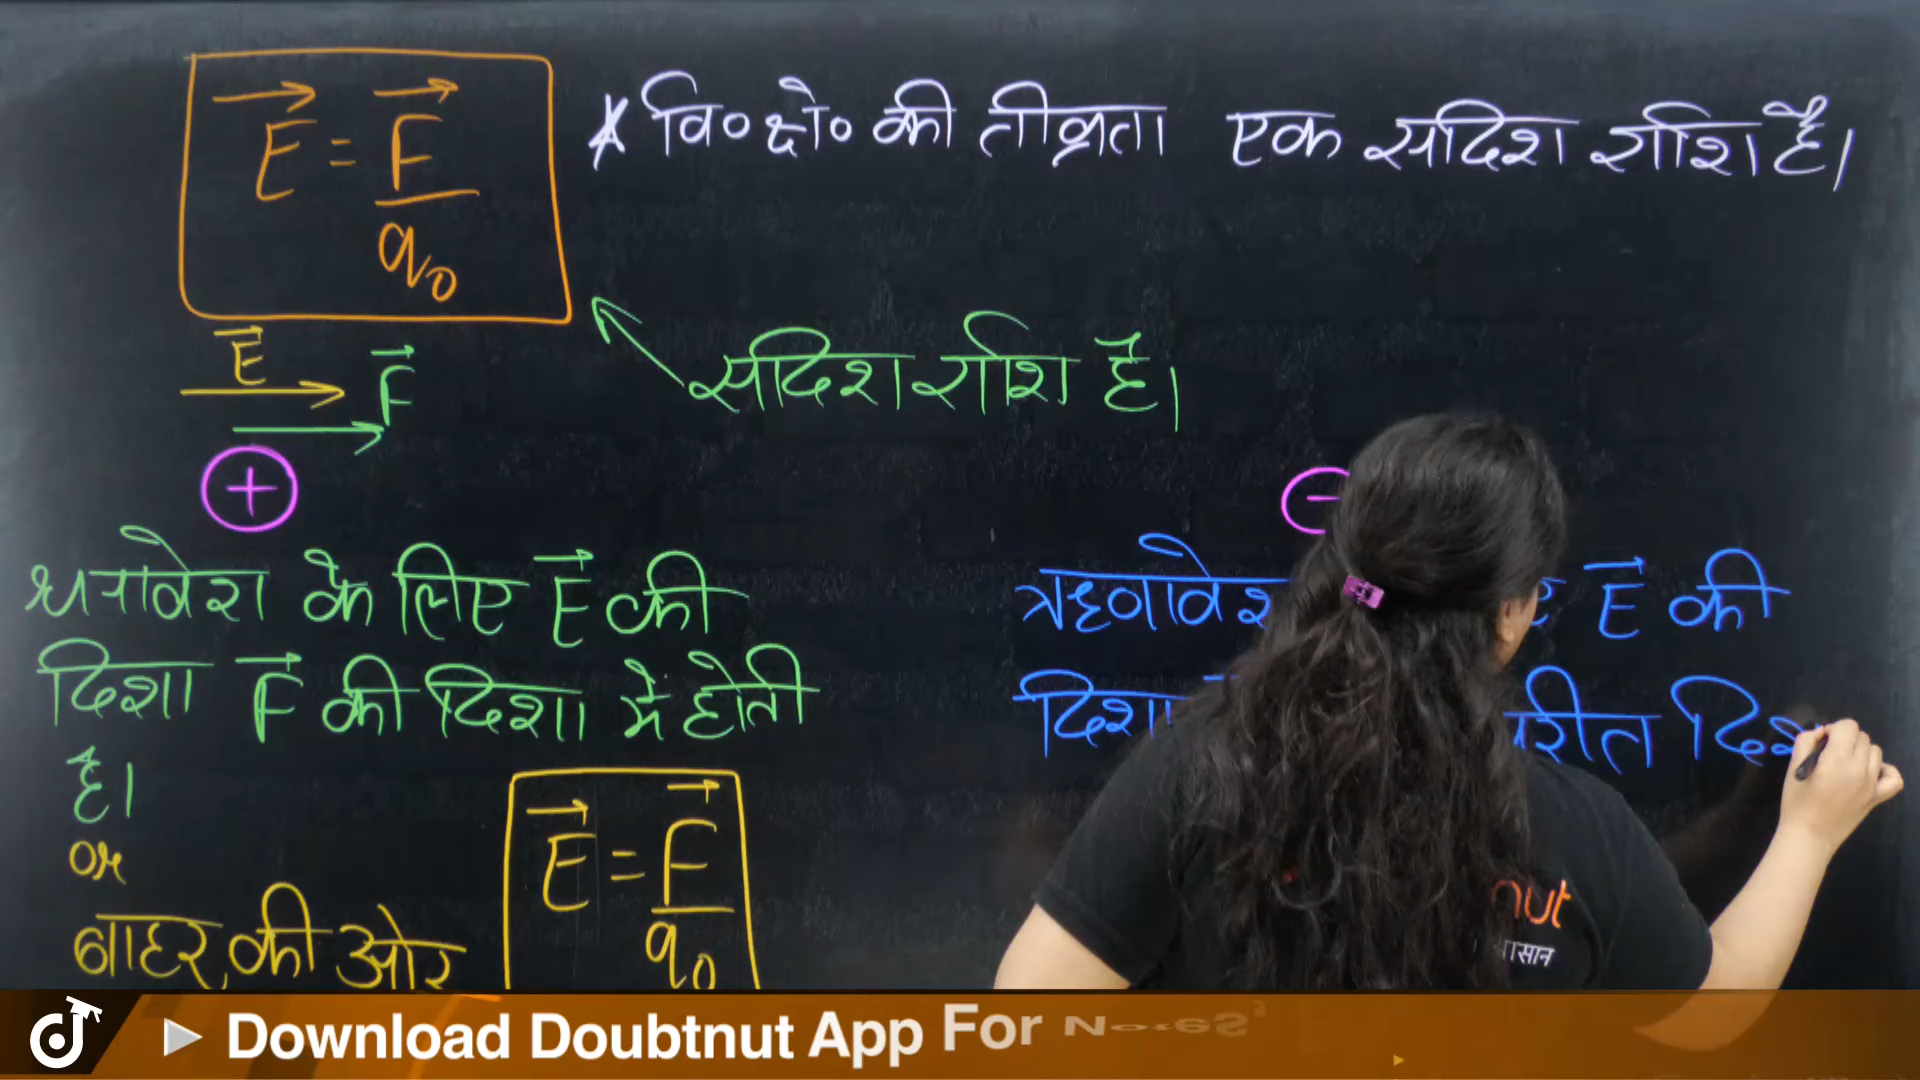 E = F / q₀
* वि० क्षे० की तीव्रता एक सदिश राशि है।
E
F
सदिश राशि है।
+
−
धनावेश के लिए E की
दिशा F की दिशा में होती
है।
or
बाहर की ओर
E = F / q₀
ऋणावेश E की
दिशा दिश
nut
Download Doubtnut App For